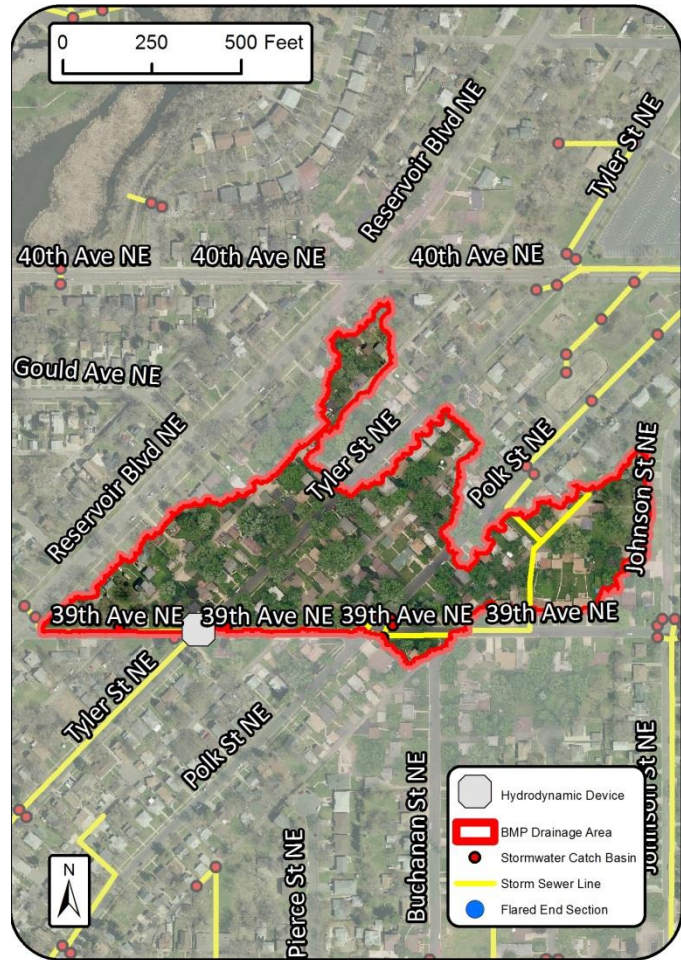 0 250 500 Feet
Reservoir Blvd NE
Tyler St NE
40th Ave NE 40th Ave NE 40th Ave NE
Gould Ave NE
Tyler St NE
Polk St NE
Reservoir Blvd NE
Johnson St NE
39th Ave NE 39th Ave NE 39th Ave NE 39th Ave NE
Tyler St NE
Polk St NE
Buchanan St NE
Johnson St NE
Pierce St NE
Hydrodynamic Device
BMP Drainage Area
Stormwater Catch Basin
Storm Sewer Line
Flared End Section
N